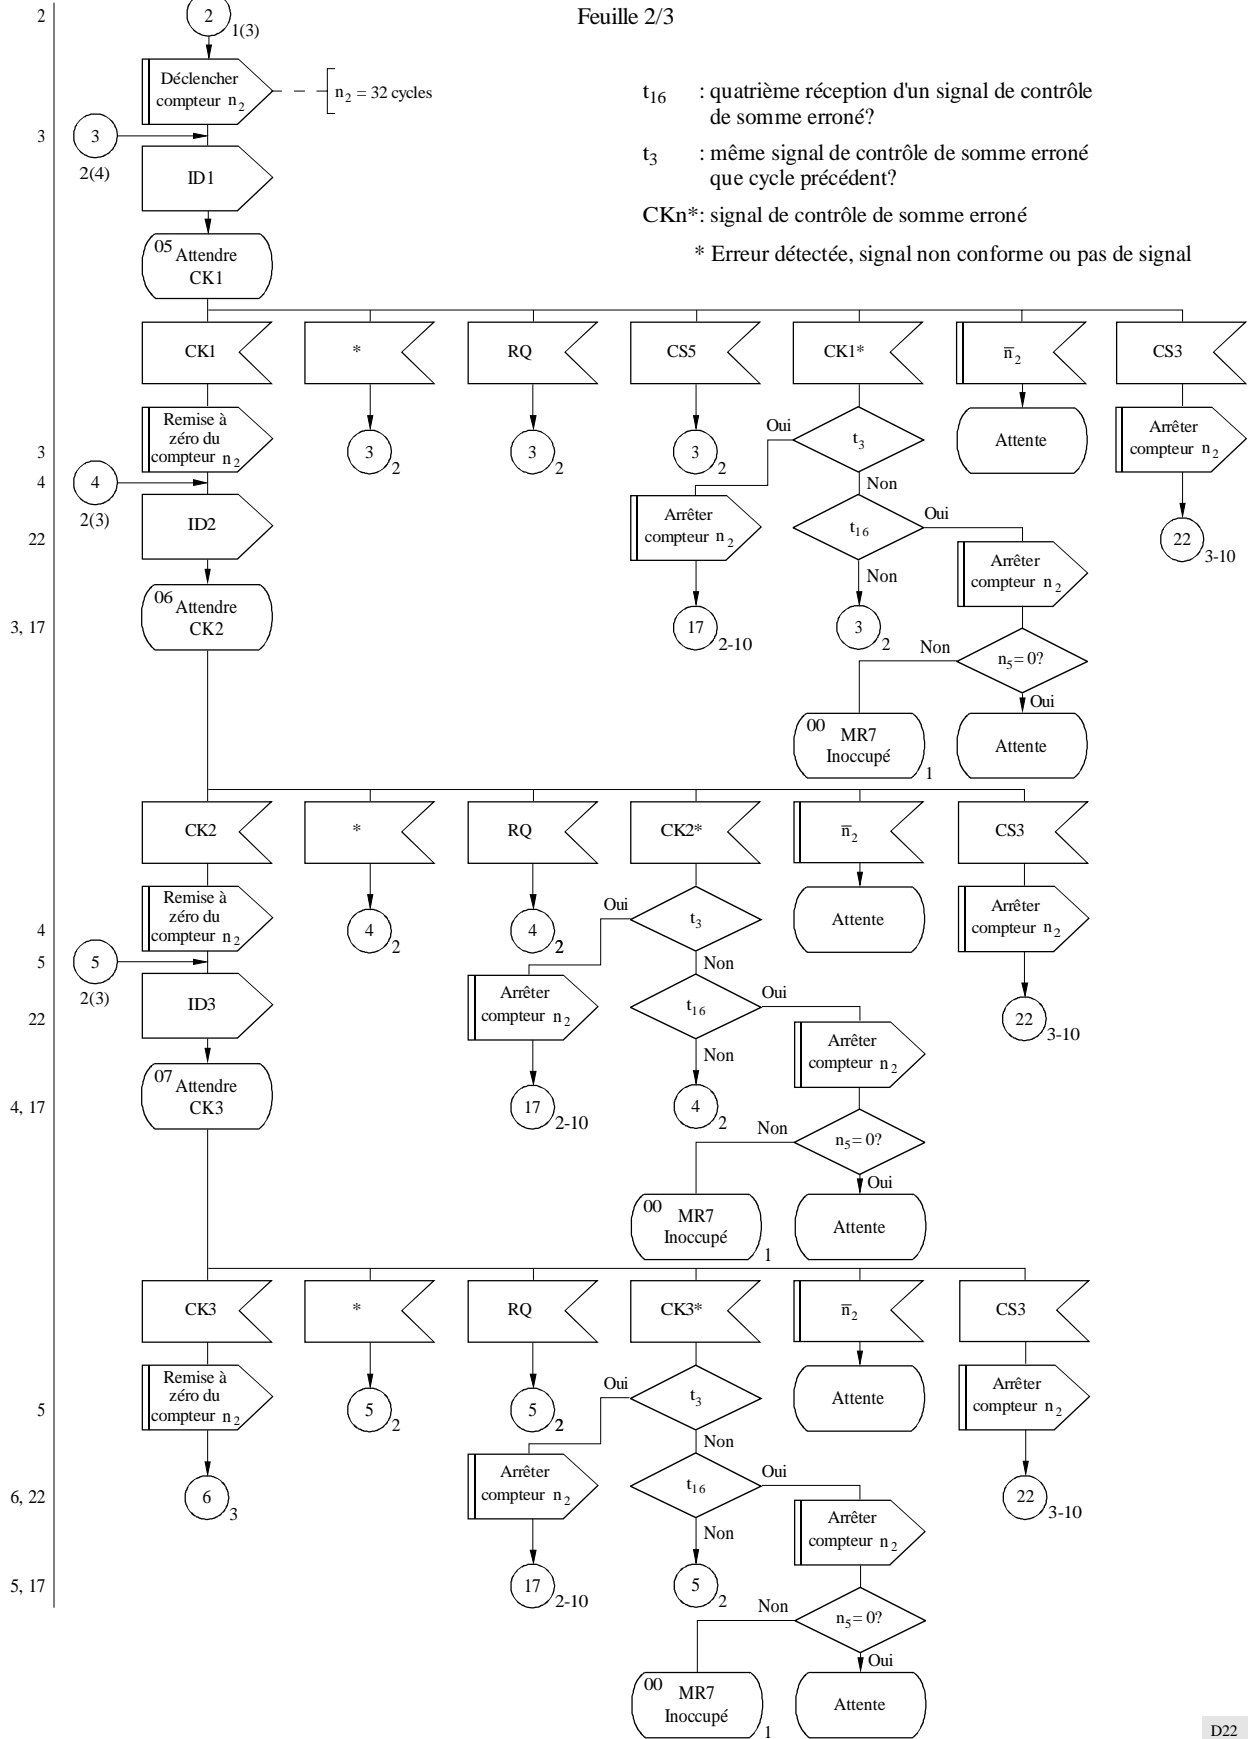 2
2
1(3)
Feuille 2/3
Déclencher
compteur n2
n2 = 32 cycles
t16 : quatrième réception d'un signal de contrôle
de somme erroné?
t3 : même signal de contrôle de somme erroné
que cycle précédent?
CKn*: signal de contrôle de somme erroné
* Erreur détectée, signal non conforme ou pas de signal
3
3
2(4)
ID1
05 Attendre
CK1
CK1
*
RQ
CS5
CK1*
n̅2
CS3
Remise à
zéro du
compteur n2
3
3
2
3
2
3
2
Oui
t3
Non
Attente
Arrêter
compteur n2
4
4
2(3)
ID2
22
Arrêter
compteur n2
t16
Oui
Non
Arrêter
compteur n2
22
3-10
06 Attendre
CK2
3, 17
17
2-10
3
2
Non
n5= 0?
Oui
00
MR7
Inoccupé
1
Attente
CK2
*
RQ
CK2*
n̅2
CS3
Remise à
zéro du
compteur n2
4
4
2
4
2
Oui
t3
Non
Attente
Arrêter
compteur n2
5
5
2(3)
ID3
22
Arrêter
compteur n2
t16
Oui
Non
Arrêter
compteur n2
22
3-10
07 Attendre
CK3
4, 17
17
2-10
4
2
Non
n5= 0?
Oui
00
MR7
Inoccupé
1
Attente
CK3
*
RQ
CK3*
n̅2
CS3
Remise à
zéro du
compteur n2
5
5
2
5
2
Oui
t3
Non
Attente
Arrêter
compteur n2
6, 22
6
3
Arrêter
compteur n2
t16
Oui
Non
Arrêter
compteur n2
22
3-10
5, 17
17
2-10
5
2
Non
n5= 0?
Oui
00
MR7
Inoccupé
1
Attente
D22